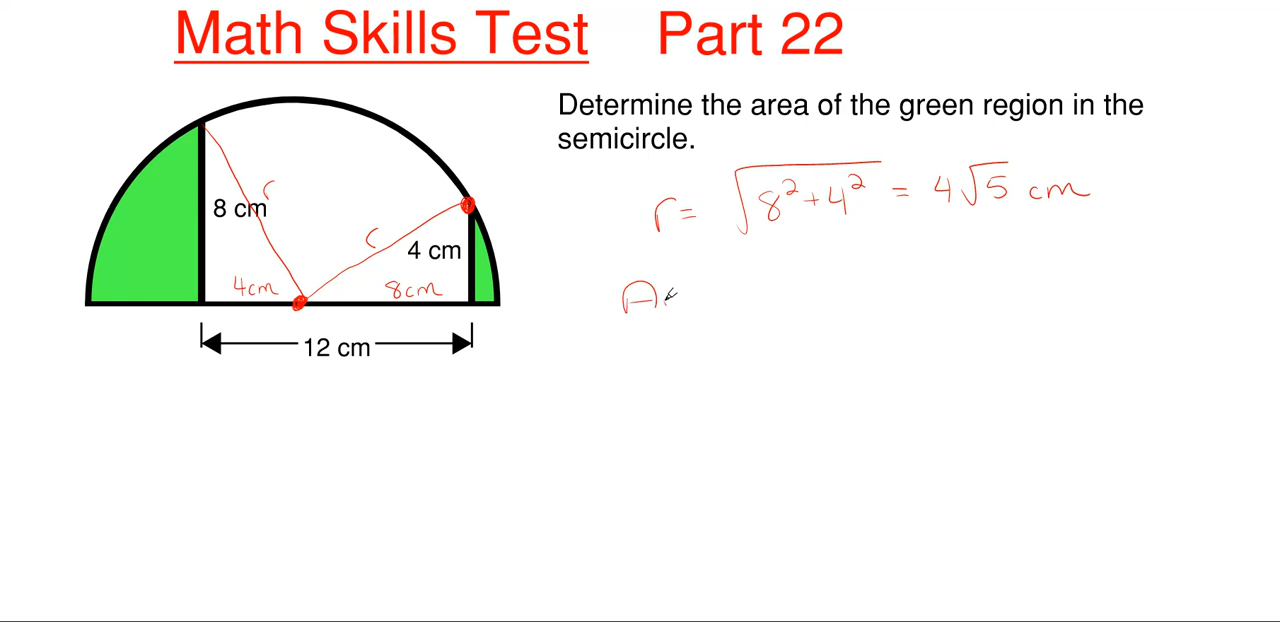 Math Skills Test Part 22
Determine the area of the green region in the
semicircle.
r = √(8²+4²) = 4√5 cm
A
8 cm
r
r
4 cm
4cm
8cm
12 cm